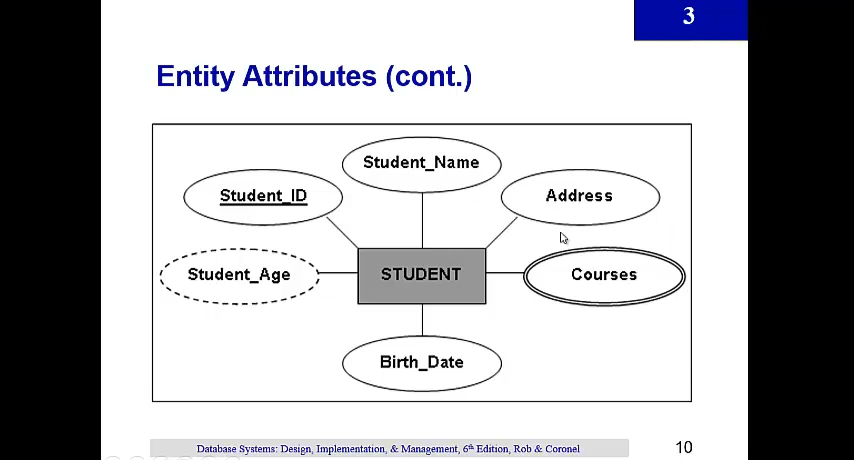 3
Entity Attributes (cont.)
Student_Name
Student_ID
Address
Student_Age
STUDENT
Courses
Birth_Date
Database Systems: Design, Implementation, & Management, 6th Edition, Rob & Coronel
10